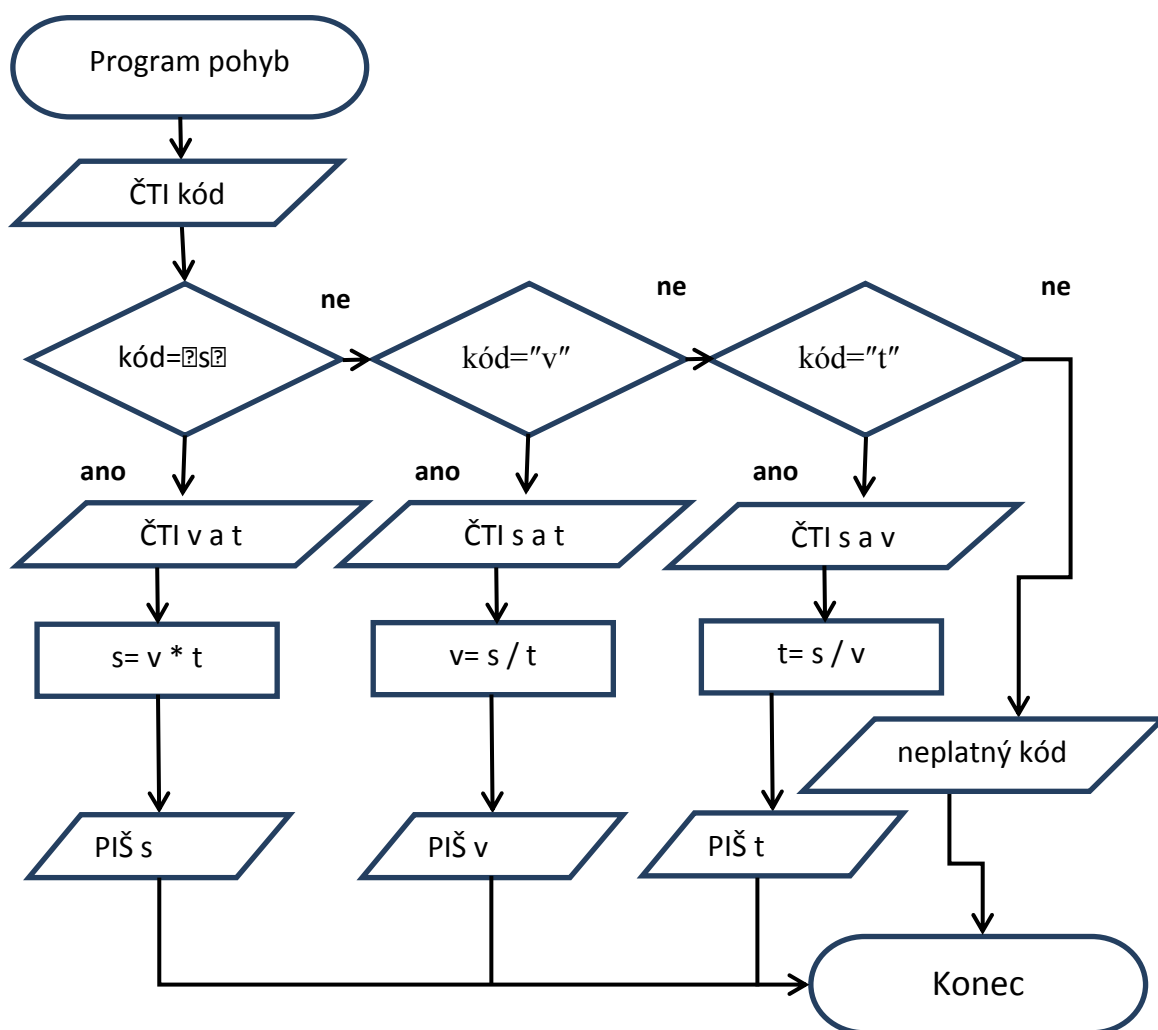 Program pohyb
ČTI kód
ne
ne
ne
kód=⍰s⍰
kód=″v″
kód=″t″
ano
ano
ano
ČTI v a t
ČTI s a t
ČTI s a v
s= v * t
v= s / t
t= s / v
neplatný kód
PIŠ s
PIŠ v
PIŠ t
Konec